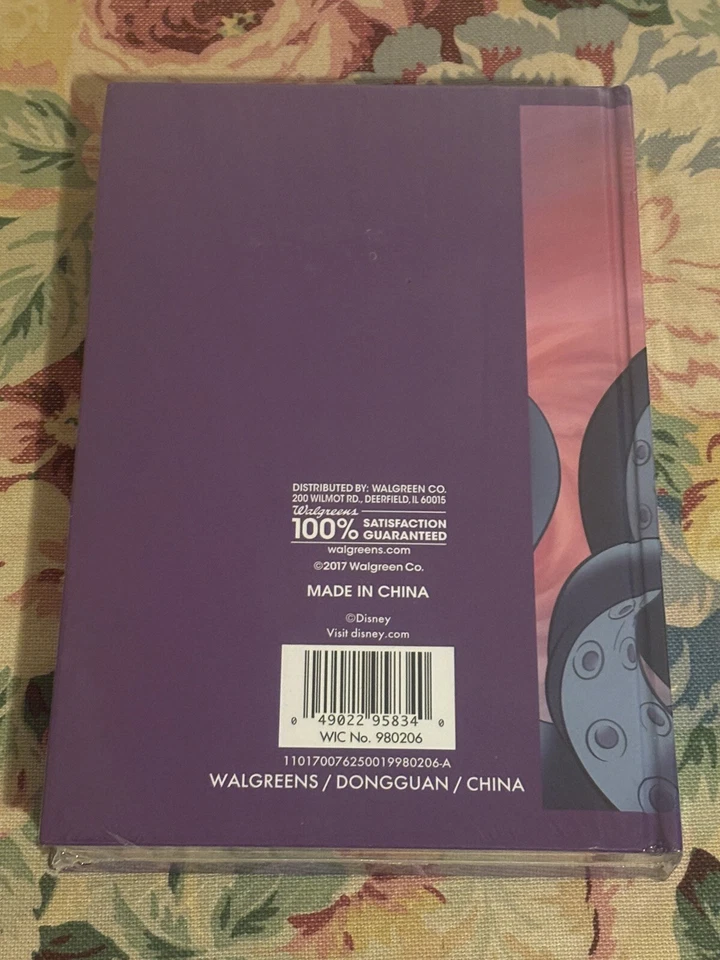 DISTRIBUTED BY: WALGREEN CO.
200 WILMOT RD., DEERFIELD, IL 60015
Walgreens
100% SATISFACTION GUARANTEED
walgreens.com
©2017 Walgreen Co.
MADE IN CHINA
©Disney
Visit disney.com
0 49022 95834 0
WIC No. 980206
110170076250019980206-A
WALGREENS / DONGGUAN / CHINA